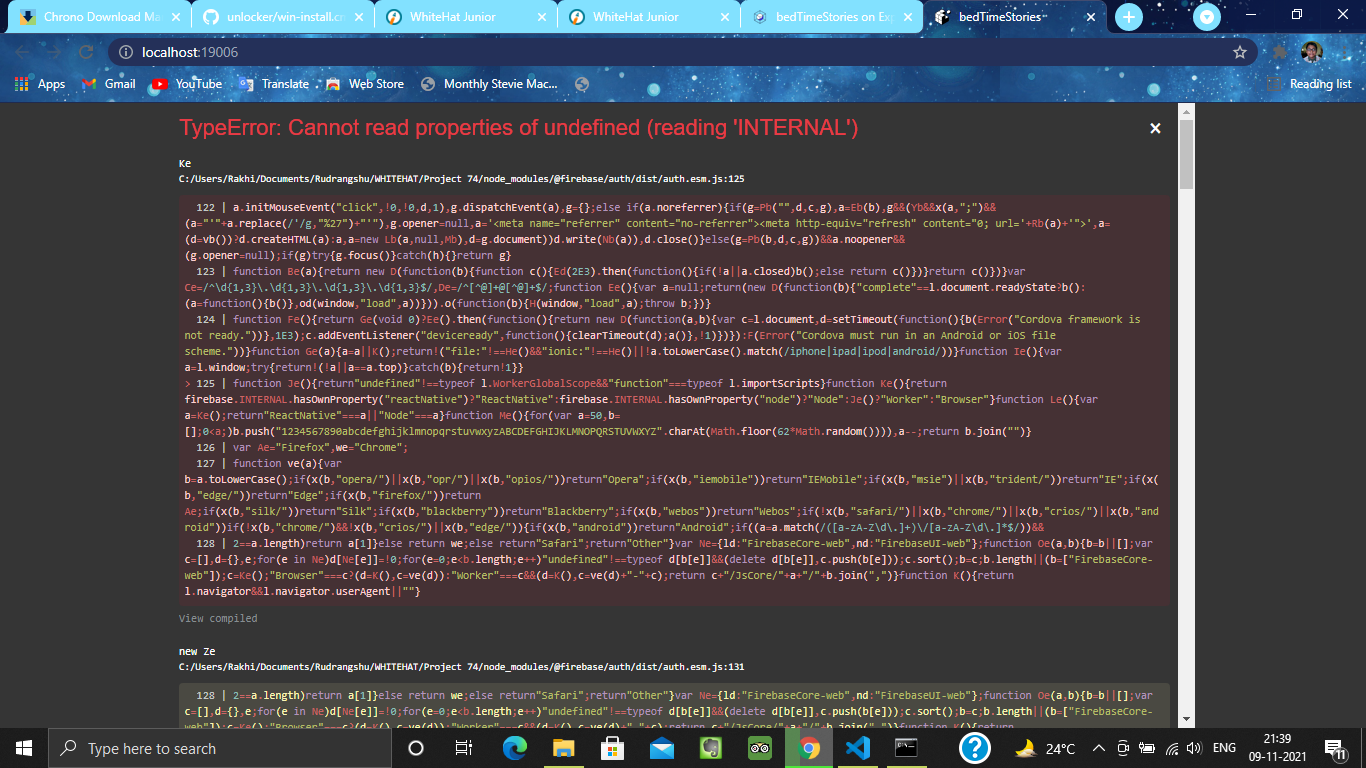 Chrono Download Ma
unlocker/win-install.cm
WhiteHat Junior
WhiteHat Junior
bedTimeStories on Exp
bedTimeStories
localhost:19006
Apps
Gmail
YouTube
Translate
Web Store
Monthly Stevie Mac...
Reading list
TypeError: Cannot read properties of undefined (reading 'INTERNAL')
Ke
C:/Users/Rakhi/Documents/Rudrangshu/WHITEHAT/Project 74/node_modules/@firebase/auth/dist/auth.esm.js:125
122 | a.initMouseEvent("click",!0,!0,d,1),g.dispatchEvent(a),g={};else if(a.noreferrer){if(g=Pb("",d,c,g),a=Eb(b),g&&(Yb&&x(a,";")&&
(a="'"+a.replace(/'/g,"%27")+"'"),g.opener=null,a='<meta name="referrer" content="no-referrer"><meta http-equiv="refresh" content="0; url='+Rb(a)+'">',a=
(d=vb())?d.createHTML(a):a,a=new Lb(a,null,Mb),d=g.document))d.write(Nb(a)),d.close()}else(g=Pb(b,d,c,g))&&a.noopener&&
(g.opener=null);if(g)try{g.focus()}catch(h){}return g}
123 | function Be(a){return new D(function(b){function c(){Ed(2E3).then(function(){if(!a||a.closed)b();else return c()})}return c()})}var
Ce=/^\d{1,3}\.\d{1,3}\.\d{1,3}\.\d{1,3}$/,De=/^[^@]+@[^@]+$/;function Ee(){var a=null;return(new D(function(b){"complete"==l.document.readyState?b():
(a=function(){b()},od(window,"load",a))})).o(function(b){H(window,"load",a);throw b;})}
124 | function Fe(){return Ge(void 0)?Ee().then(function(){return new D(function(a,b){var c=l.document,d=setTimeout(function(){b(Error("Cordova framework is
not ready."))},1E3);c.addEventListener("deviceready",function(){clearTimeout(d);a()},!1)})}):F(Error("Cordova must run in an Android or iOS file
scheme."))}function Ge(a){a=a||K();return!("file:"!==He()&&"ionic:"!==He()||!a.toLowerCase().match(/iphone|ipad|ipod|android/))}function Ie(){var
a=l.window;try{return!(!a||a==a.top)}catch(b){return!1}}
> 125 | function Je(){return"undefined"!==typeof l.WorkerGlobalScope&&"function"===typeof l.importScripts}function Ke(){return
firebase.INTERNAL.hasOwnProperty("reactNative")?"ReactNative":firebase.INTERNAL.hasOwnProperty("node")?"Node":Je()?"Worker":"Browser"}function Le(){var
a=Ke();return"ReactNative"===a||"Node"===a}function Me(){for(var a=50,b=
[];0<a;)b.push("1234567890abcdefghijklmnopqrstuvwxyzABCDEFGHIJKLMNOPQRSTUVWXYZ".charAt(Math.floor(62*Math.random()))),a--;return b.join("")}
126 | var Ae="Firefox",we="Chrome";
127 | function ve(a){var
b=a.toLowerCase();if(x(b,"opera/")||x(b,"opr/")||x(b,"opios/"))return"Opera";if(x(b,"iemobile"))return"IEMobile";if(x(b,"msie")||x(b,"trident/"))return"IE";if(x(
b,"edge/"))return"Edge";if(x(b,"firefox/"))return
Ae;if(x(b,"silk/"))return"Silk";if(x(b,"blackberry"))return"Blackberry";if(x(b,"webos"))return"Webos";if(!x(b,"safari/")||x(b,"chrome/")||x(b,"crios/")||x(b,"and
roid"))if(!x(b,"chrome/")&&!x(b,"crios/")||x(b,"edge/")){if(x(b,"android"))return"Android";if((a=a.match(/([a-zA-Z\d\.]+)\/[a-zA-Z\d\.]*$/))&&
128 | 2==a.length)return a[1]}else return we;else return"Safari";return"Other"}var Ne={ld:"FirebaseCore-web",nd:"FirebaseUI-web"};function Oe(a,b){b=b||[];var
c=[],d={},e;for(e in Ne)d[Ne[e]]=!0;for(e=0;e<b.length;e++)"undefined"!==typeof d[b[e]]&&(delete d[b[e]],c.push(b[e]));c.sort();b=c;b.length||(b=["FirebaseCore-
web"]);c=Ke();"Browser"===c?(d=K(),c=ve(d)):"Worker"===c&&(d=K(),c=ve(d)+"-"+c);return c+"/JsCore/"+a+"/"+b.join(",")}function K(){return
l.navigator&&l.navigator.userAgent||""}
View compiled
new Ze
C:/Users/Rakhi/Documents/Rudrangshu/WHITEHAT/Project 74/node_modules/@firebase/auth/dist/auth.esm.js:131
128 | 2==a.length)return a[1]}else return we;else return"Safari";return"Other"}var Ne={ld:"FirebaseCore-web",nd:"FirebaseUI-web"};function Oe(a,b){b=b||[];var
c=[],d={},e;for(e in Ne)d[Ne[e]]=!0;for(e=0;e<b.length;e++)"undefined"!==typeof d[b[e]]&&(delete d[b[e]],c.push(b[e]));c.sort();b=c;b.length||(b=["FirebaseCore-
web"]);c=Ke();"Browser"===c?(d=K(),c=ve(d)):"Worker"===c&&(d=K(),c=ve(d)+"-"+c);return c+"/JsCore/"+a+"/"+b.join(",")}function K(){return
Type here to search
24°C
ENG
21:39
09-11-2021
11